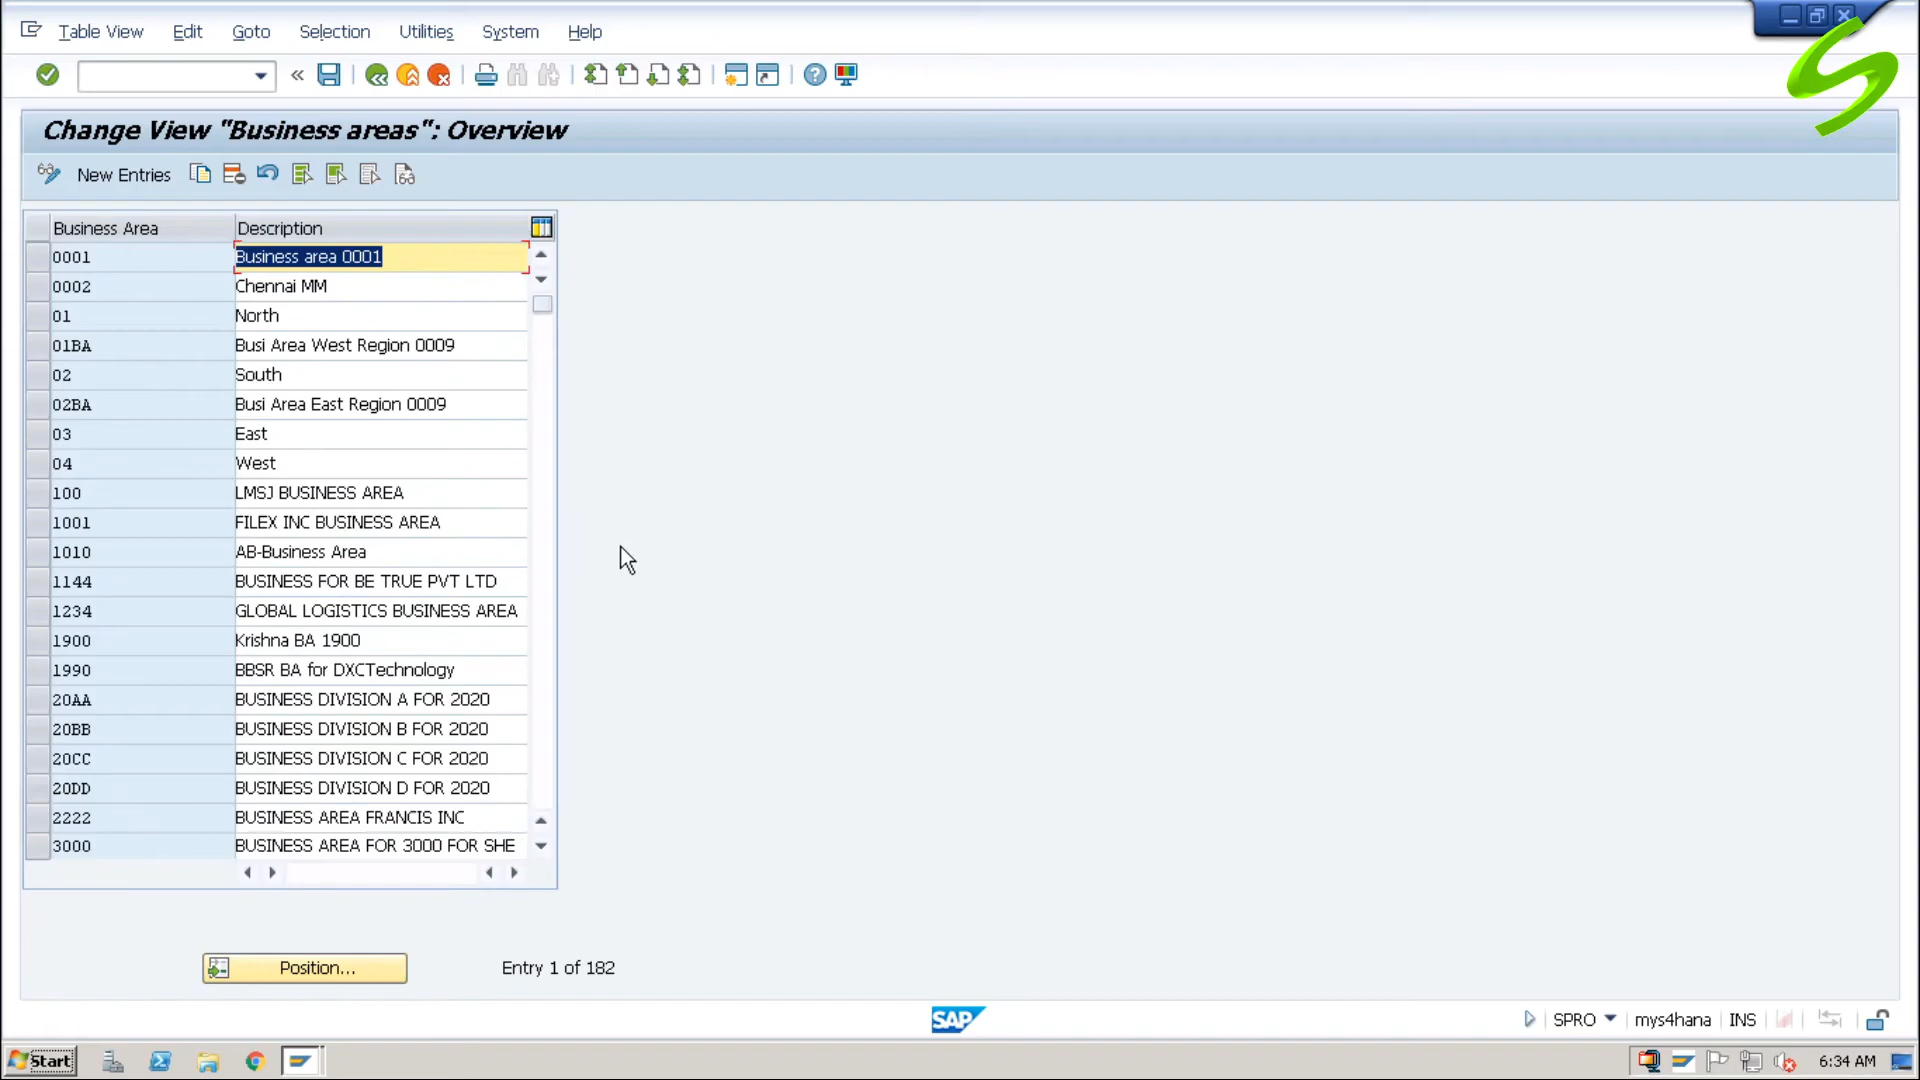 Table View Edit Goto Selection Utilities System Help
Change View "Business areas": Overview
New Entries
Business Area Description
0001 Business area 0001
0002 Chennai MM
01 North
01BA Busi Area West Region 0009
02 South
02BA Busi Area East Region 0009
03 East
04 West
100 LMSJ BUSINESS AREA
1001 FILEX INC BUSINESS AREA
1010 AB-Business Area
1144 BUSINESS FOR BE TRUE PVT LTD
1234 GLOBAL LOGISTICS BUSINESS AREA
1900 Krishna BA 1900
1990 BBSR BA for DXCTechnology
20AA BUSINESS DIVISION A FOR 2020
20BB BUSINESS DIVISION B FOR 2020
20CC BUSINESS DIVISION C FOR 2020
20DD BUSINESS DIVISION D FOR 2020
2222 BUSINESS AREA FRANCIS INC
3000 BUSINESS AREA FOR 3000 FOR SHE
Position... Entry 1 of 182
SAP SPRO mys4hana INS
Start 6:34 AM